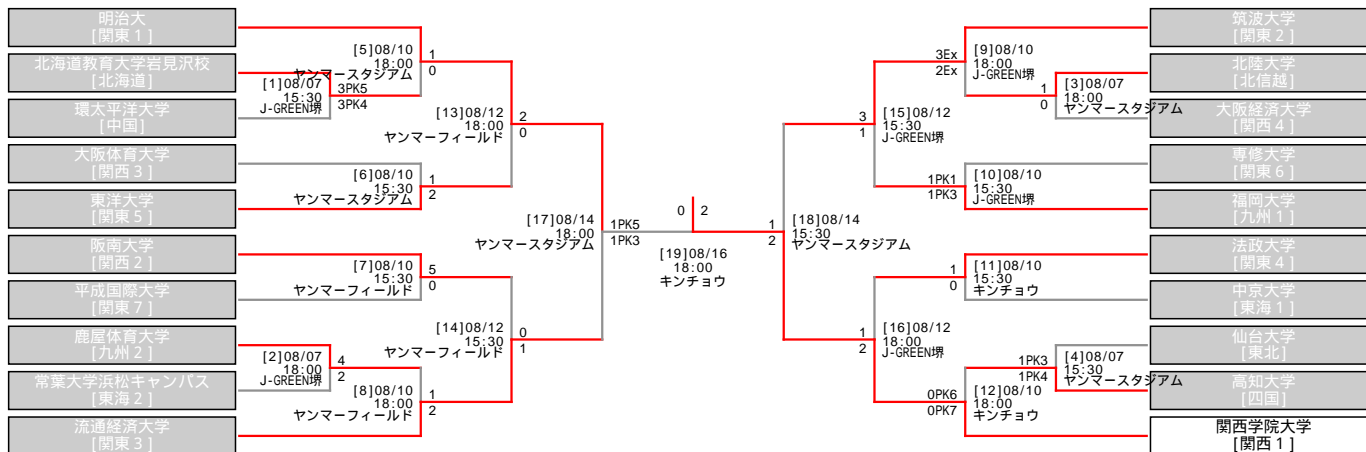 明治大
[関東１]
北海道教育大学岩見沢校
[北海道]
環太平洋大学
[中国]
大阪体育大学
[関西３]
東洋大学
[関東５]
阪南大学
[関西２]
平成国際大学
[関東７]
鹿屋体育大学
[九州２]
常葉大学浜松キャンパス
[東海２]
流通経済大学
[関東３]
[1]08/07
15:30
J-GREEN堺
3PK5
3PK4
[2]08/07
18:00
J-GREEN堺
4
2
[5]08/10
18:00
ヤンマースタジアム
1
0
[6]08/10
15:30
ヤンマースタジアム
1
2
[7]08/10
15:30
ヤンマーフィールド
5
0
[8]08/10
18:00
ヤンマーフィールド
1
2
[13]08/12
18:00
ヤンマーフィールド
2
0
[14]08/12
15:30
ヤンマーフィールド
0
1
[17]08/14
18:00
ヤンマースタジアム
1PK5
1PK3
0 2
[19]08/16
18:00
キンチョウ
1
2
[18]08/14
15:30
ヤンマースタジアム
3
1
[15]08/12
15:30
J-GREEN堺
1
2
[16]08/12
18:00
J-GREEN堺
3Ex
2Ex
[9]08/10
18:00
J-GREEN堺
1PK1
1PK3
[10]08/10
15:30
J-GREEN堺
1
0
[11]08/10
15:30
キンチョウ
0PK6
0PK7
[12]08/10
18:00
キンチョウ
1
0
[3]08/07
18:00
ヤンマースタジアム
1PK3
1PK4
[4]08/07
15:30
ヤンマースタジアム
筑波大学
[関東２]
北陸大学
[北信越]
大阪経済大学
[関西４]
専修大学
[関東６]
福岡大学
[九州１]
法政大学
[関東４]
中京大学
[東海１]
仙台大学
[東北]
高知大学
[四国]
関西学院大学
[関西１]